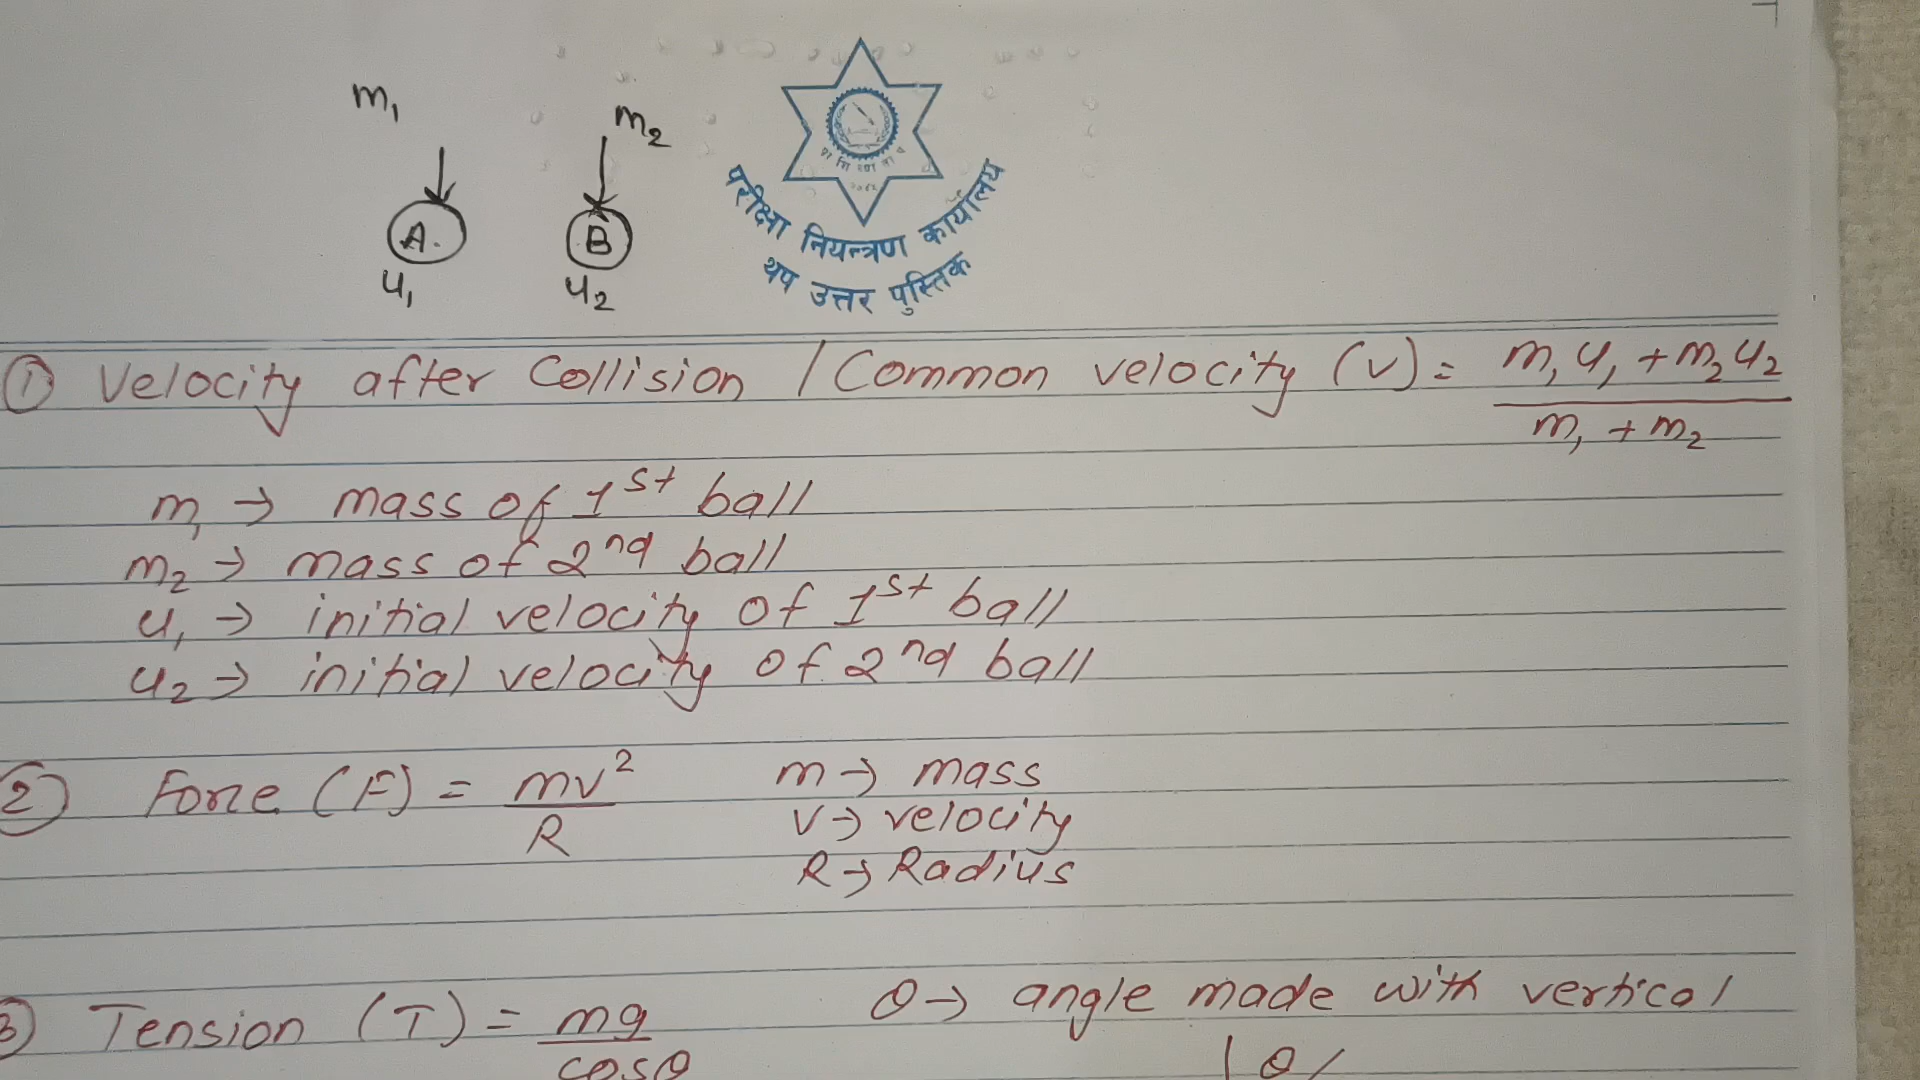 m₁
m₂
A.
B
u₁
u₂
परीक्षा नियन्त्रण कार्यालय
थप उत्तर पुस्तिक
① Velocity after Collision / Common velocity (v) = m₁u₁ + m₂u₂ / m₁ + m₂
m₁ → mass of 1st ball
m₂ → mass of 2nd ball
u₁ → initial velocity of 1st ball
u₂ → initial velocity of 2nd ball
② Force (F) = mv² / R
m → mass
v → velocity
R → Radius
③ Tension (T) = mg / cosθ
θ → angle made with vertical
θ